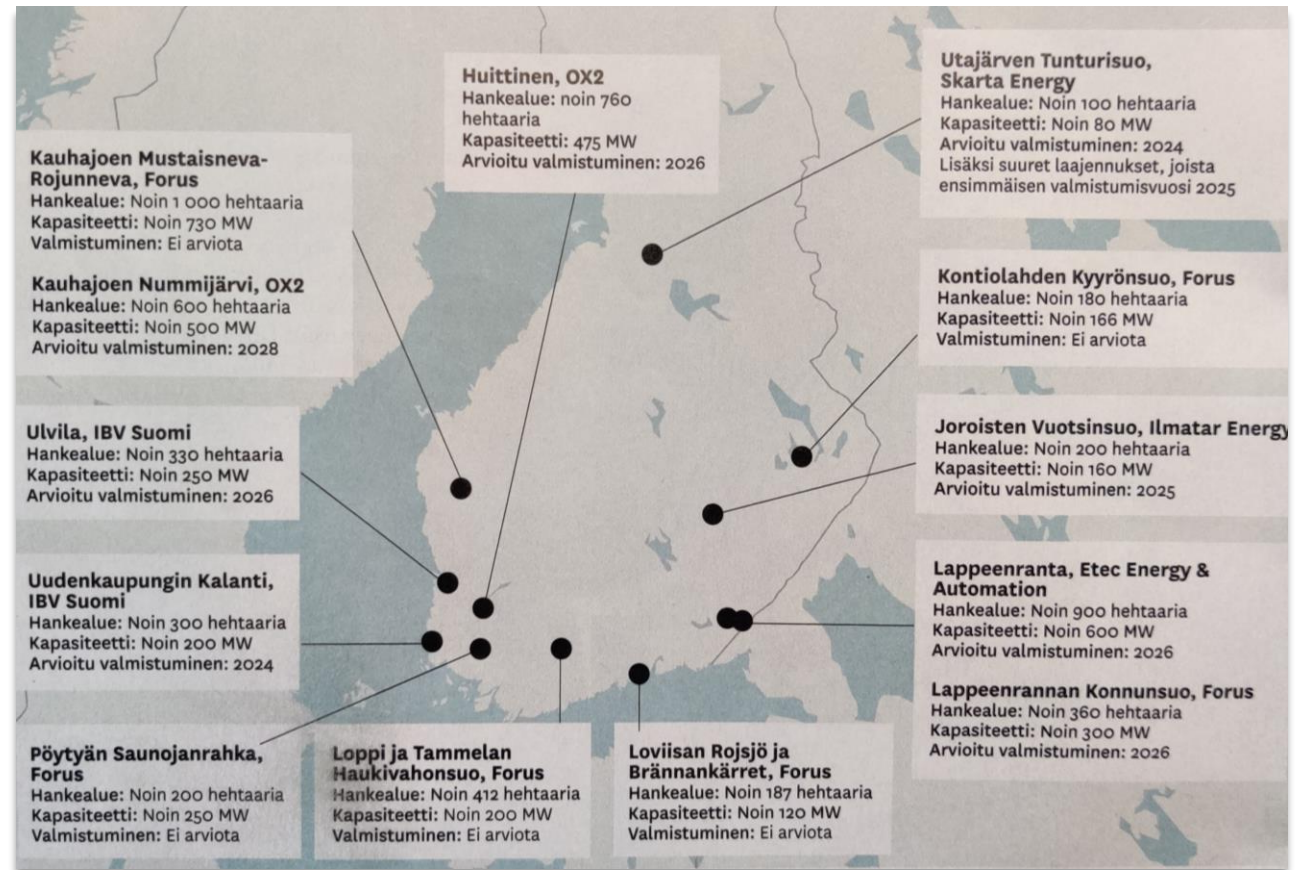 Huittinen, OX2
Hankealue: noin 760
hehtaaria
Kapasiteetti: 475 MW
Arvioitu valmistuminen: 2026
Utajärven Tunturisuo,
Skarta Energy
Hankealue: Noin 100 hehtaaria
Kapasiteetti: Noin 80 MW
Arvioitu valmistuminen: 2024
Lisäksi suuret laajennukset, joista
ensimmäisen valmistumisvuosi 2025
Kauhajoen Mustaisneva-
Rojunneva, Forus
Hankealue: Noin 1 000 hehtaaria
Kapasiteetti: Noin 730 MW
Valmistuminen: Ei arviota
Kauhajoen Nummijärvi, OX2
Hankealue: Noin 600 hehtaaria
Kapasiteetti: Noin 500 MW
Arvioitu valmistuminen: 2028
Kontiolahden Kyyrönsuo, Forus
Hankealue: Noin 180 hehtaaria
Kapasiteetti: Noin 166 MW
Valmistuminen: Ei arviota
Ulvila, IBV Suomi
Hankealue: Noin 330 hehtaaria
Kapasiteetti: Noin 250 MW
Arvioitu valmistuminen: 2026
Joroisten Vuotsinsuo, Ilmatar Energy
Hankealue: Noin 200 hehtaaria
Kapasiteetti: Noin 160 MW
Arvioitu valmistuminen: 2025
Uudenkaupungin Kalanti,
IBV Suomi
Hankealue: Noin 300 hehtaaria
Kapasiteetti: Noin 200 MW
Arvioitu valmistuminen: 2024
Lappeenranta, Etec Energy &
Automation
Hankealue: Noin 900 hehtaaria
Kapasiteetti: Noin 600 MW
Arvioitu valmistuminen: 2026
Lappeenrannan Konnunsuo, Forus
Hankealue: Noin 360 hehtaaria
Kapasiteetti: Noin 300 MW
Arvioitu valmistuminen: 2026
Pöytyän Saunojanrahka,
Forus
Hankealue: Noin 200 hehtaaria
Kapasiteetti: Noin 250 MW
Valmistuminen: Ei arviota
Loppi ja Tammelan
Haukivahonsuo, Forus
Hankealue: Noin 412 hehtaaria
Kapasiteetti: Noin 200 MW
Valmistuminen: Ei arviota
Loviisan Rojsjö ja
Brännankärret, Forus
Hankealue: Noin 187 hehtaaria
Kapasiteetti: Noin 120 MW
Valmistuminen: Ei arviota